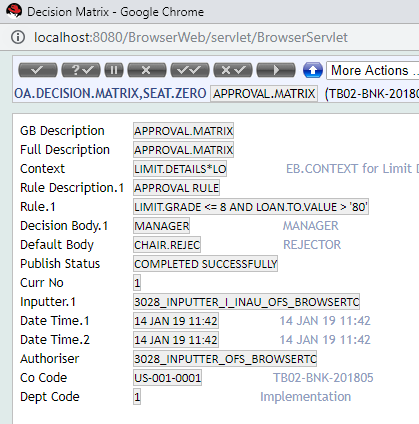 Decision Matrix - Google Chrome
localhost:8080/BrowserWeb/servlet/BrowserServlet
More Actions ...
OA.DECISION.MATRIX,SEAT.ZERO APPROVAL.MATRIX (TB02-BNK-201805
GB Description APPROVAL.MATRIX
Full Description APPROVAL.MATRIX
Context LIMIT.DETAILS*LO EB.CONTEXT for Limit D
Rule Description.1 APPROVAL RULE
Rule.1 LIMIT.GRADE <= 8 AND LOAN.TO.VALUE > '80'
Decision Body.1 MANAGER MANAGER
Default Body CHAIR.REJEC REJECTOR
Publish Status COMPLETED SUCCESSFULLY
Curr No 1
Inputter.1 3028_INPUTTER_I_INAU_OFS_BROWSERTC
Date Time.1 14 JAN 19 11:42 14 JAN 19 11:42
Date Time.2 14 JAN 19 11:42 14 JAN 19 11:42
Authoriser 3028_INPUTTER_OFS_BROWSERTC
Co Code US-001-0001 TB02-BNK-201805
Dept Code 1 Implementation